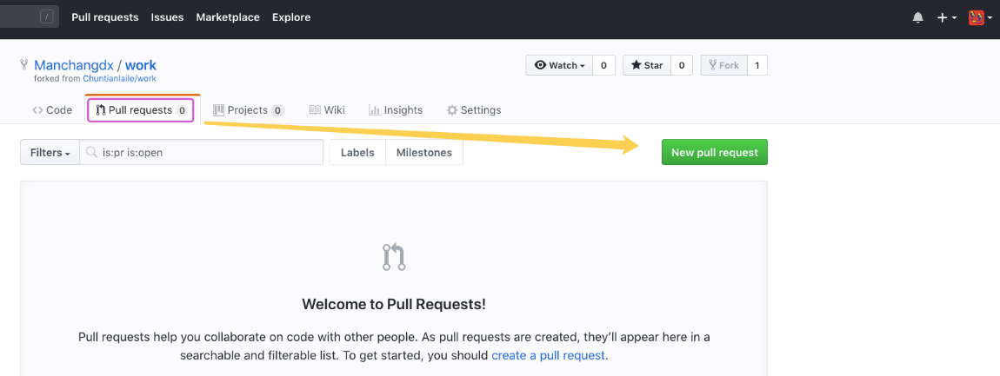 / Pull requests Issues Marketplace Explore
Manchangdx / work
forked from Chuntianlaile/work
Watch 0 Star 0 Fork 1
Code Pull requests 0 Projects 0 Wiki Insights Settings
Filters is:pr is:open Labels Milestones New pull request
Welcome to Pull Requests!
Pull requests help you collaborate on code with other people. As pull requests are created, they’ll appear here in a
searchable and filterable list. To get started, you should create a pull request.